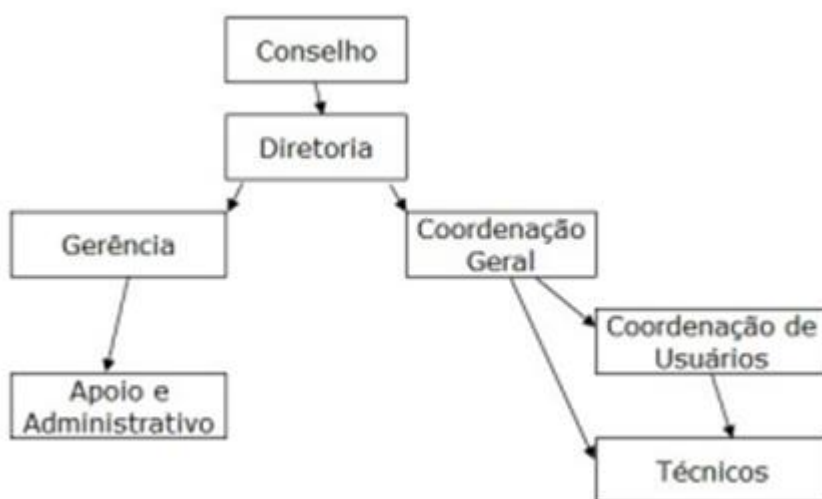 Conselho
Diretoria
Gerência
Coordenação
Geral
Coordenação de
Usuários
Apoio e
Administrativo
Técnicos